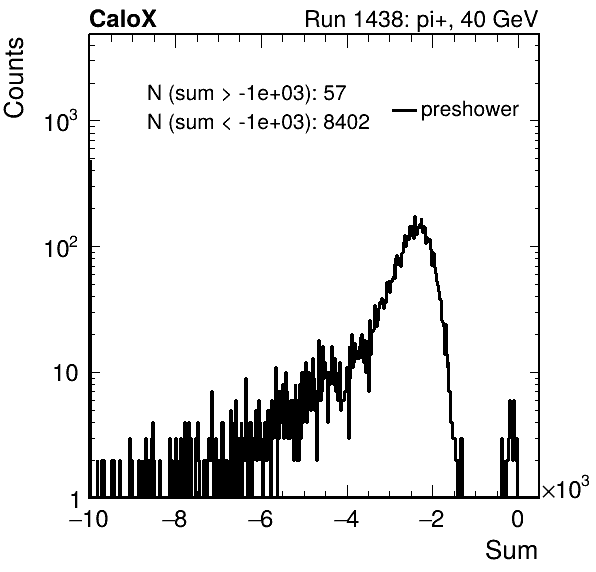 CaloX Run 1438: pi+, 40 GeV
Counts
N (sum > -1e+03): 57
N (sum < -1e+03): 8402
preshower
10³
10²
10
1
−10 −8 −6 −4 −2 0
×10³
Sum